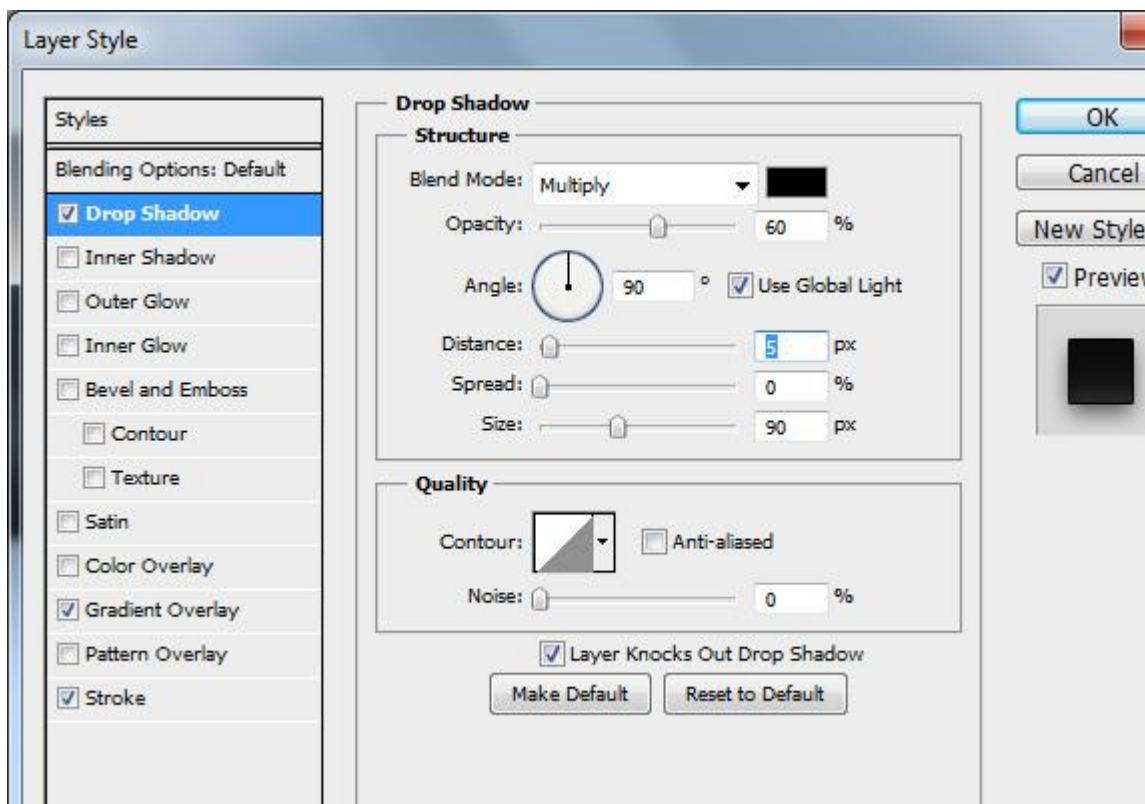 Layer Style
Styles
Blending Options: Default
Drop Shadow
Inner Shadow
Outer Glow
Inner Glow
Bevel and Emboss
Contour
Texture
Satin
Color Overlay
Gradient Overlay
Pattern Overlay
Stroke
Drop Shadow
Structure
Blend Mode: Multiply
Opacity: 60 %
Angle: 90 ° Use Global Light
Distance: 5 px
Spread: 0 %
Size: 90 px
Quality
Contour: Anti-aliased
Noise: 0 %
Layer Knocks Out Drop Shadow
Make Default Reset to Default
OK
Cancel
New Style
Preview